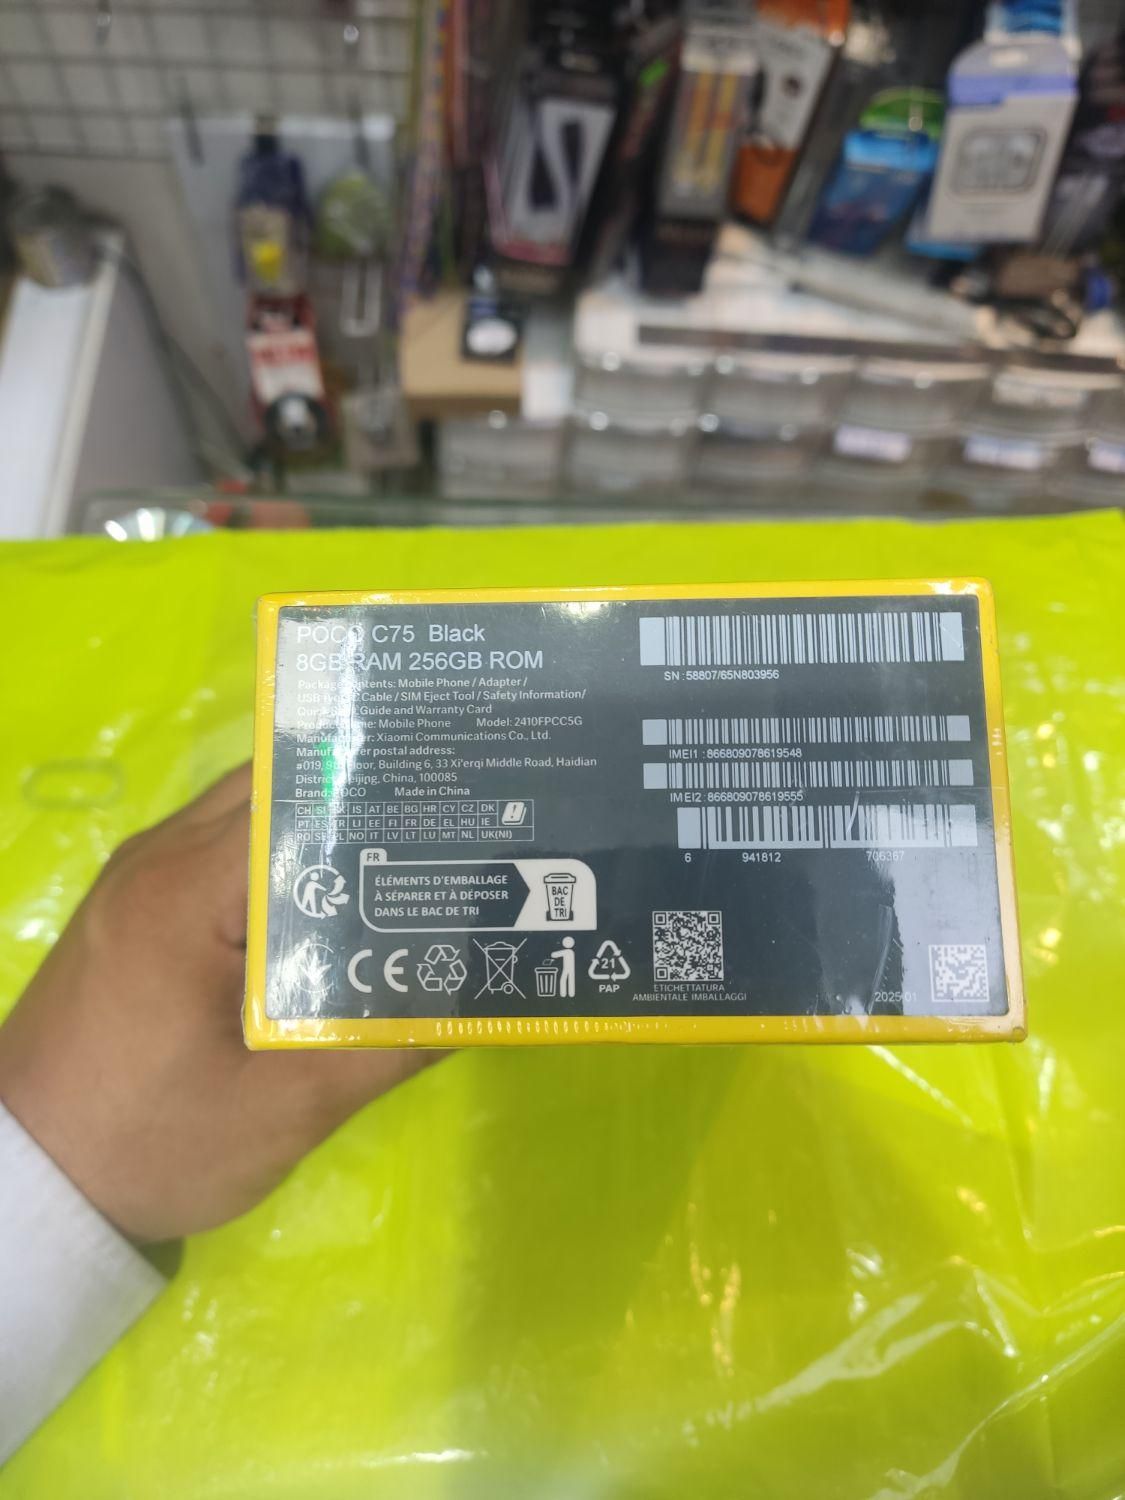 POCO C75 Black
8GB RAM 256GB ROM
Package Contents: Mobile Phone / Adapter /
USB Type-C Cable / SIM Eject Tool / Safety Information/
Quick Start Guide and Warranty Card
Product Name: Mobile Phone Model: 2410FPCC5G
Manufacturer: Xiaomi Communications Co., Ltd.
Manufacturer postal address:
#019, 9th Floor, Building 6, 33 Xi'erqi Middle Road, Haidian
District, Beijing, China, 100085
Brand: POCO Made in China
CH SI SK IS AT BE BG HR CY CZ DK
PT ES TR LI EE FI FR DE EL HU IE
RO SE PL NO IT LV LT LU MT NL UK(NI)
FR
ÉLÉMENTS D'EMBALLAGE
À SÉPARER ET À DÉPOSER
DANS LE BAC DE TRI
BAC
DE
TRI
CE
21
PAP
SN : 58807/65N803956
IMEI1 : 866809078619548
IMEI2 : 866809078619555
6 941812 706367
ETICHETTATURA
AMBIENTALE IMBALLAGGI
2025 01